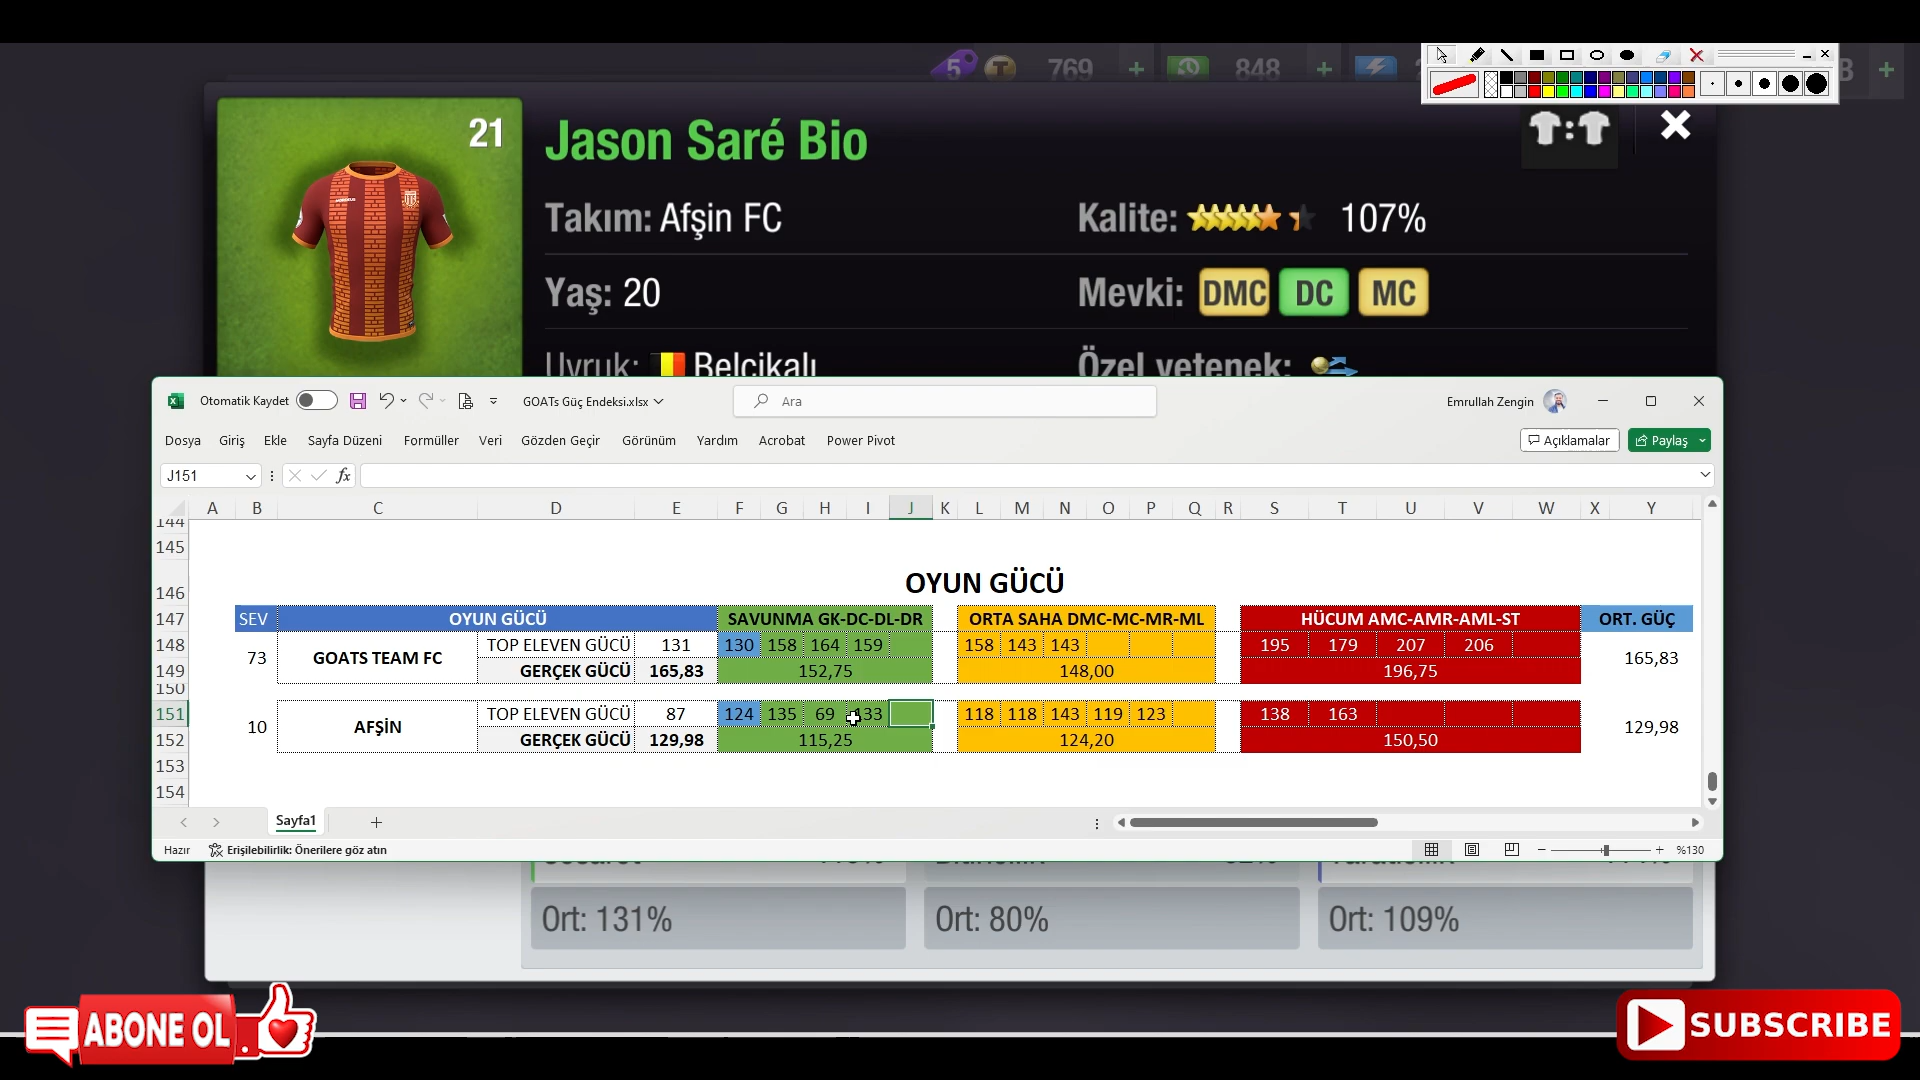 5 769 + 848 +
21
Jason Saré Bio
Takım: Afşin FC
Kalite: 107%
Yaş: 20
Mevki: DMC DC MC
Uyruk: Belçikalı
Özel yetenek:
Otomatik Kaydet
GOATs Güç Endeksi.xlsx
Ara
Emrullah Zengin
Dosya Giriş Ekle Sayfa Düzeni Formüller Veri Gözden Geçir Görünüm Yardım Acrobat Power Pivot
Açıklamalar Paylaş
J151 fx
A B C D E F G H I J K L M N O P Q R S T U V W X Y
144
145
146 OYUN GÜCÜ
147 SEV OYUN GÜCÜ SAVUNMA GK-DC-DL-DR ORTA SAHA DMC-MC-MR-ML HÜCUM AMC-AMR-AML-ST ORT. GÜÇ
148 73 GOATS TEAM FC TOP ELEVEN GÜCÜ 131 130 158 164 159 158 143 143 195 179 207 206 165,83
149 GERÇEK GÜCÜ 165,83 152,75 148,00 196,75
150
151 10 AFŞİN TOP ELEVEN GÜCÜ 87 124 135 69 133 118 118 143 119 123 138 163 129,98
152 GERÇEK GÜCÜ 129,98 115,25 124,20 150,50
153
154
Sayfa1 +
Hazır Erişilebilirlik: Önerilere göz atın
%130
Ort: 131%
Ort: 80%
Ort: 109%
ABONE OL
SUBSCRIBE